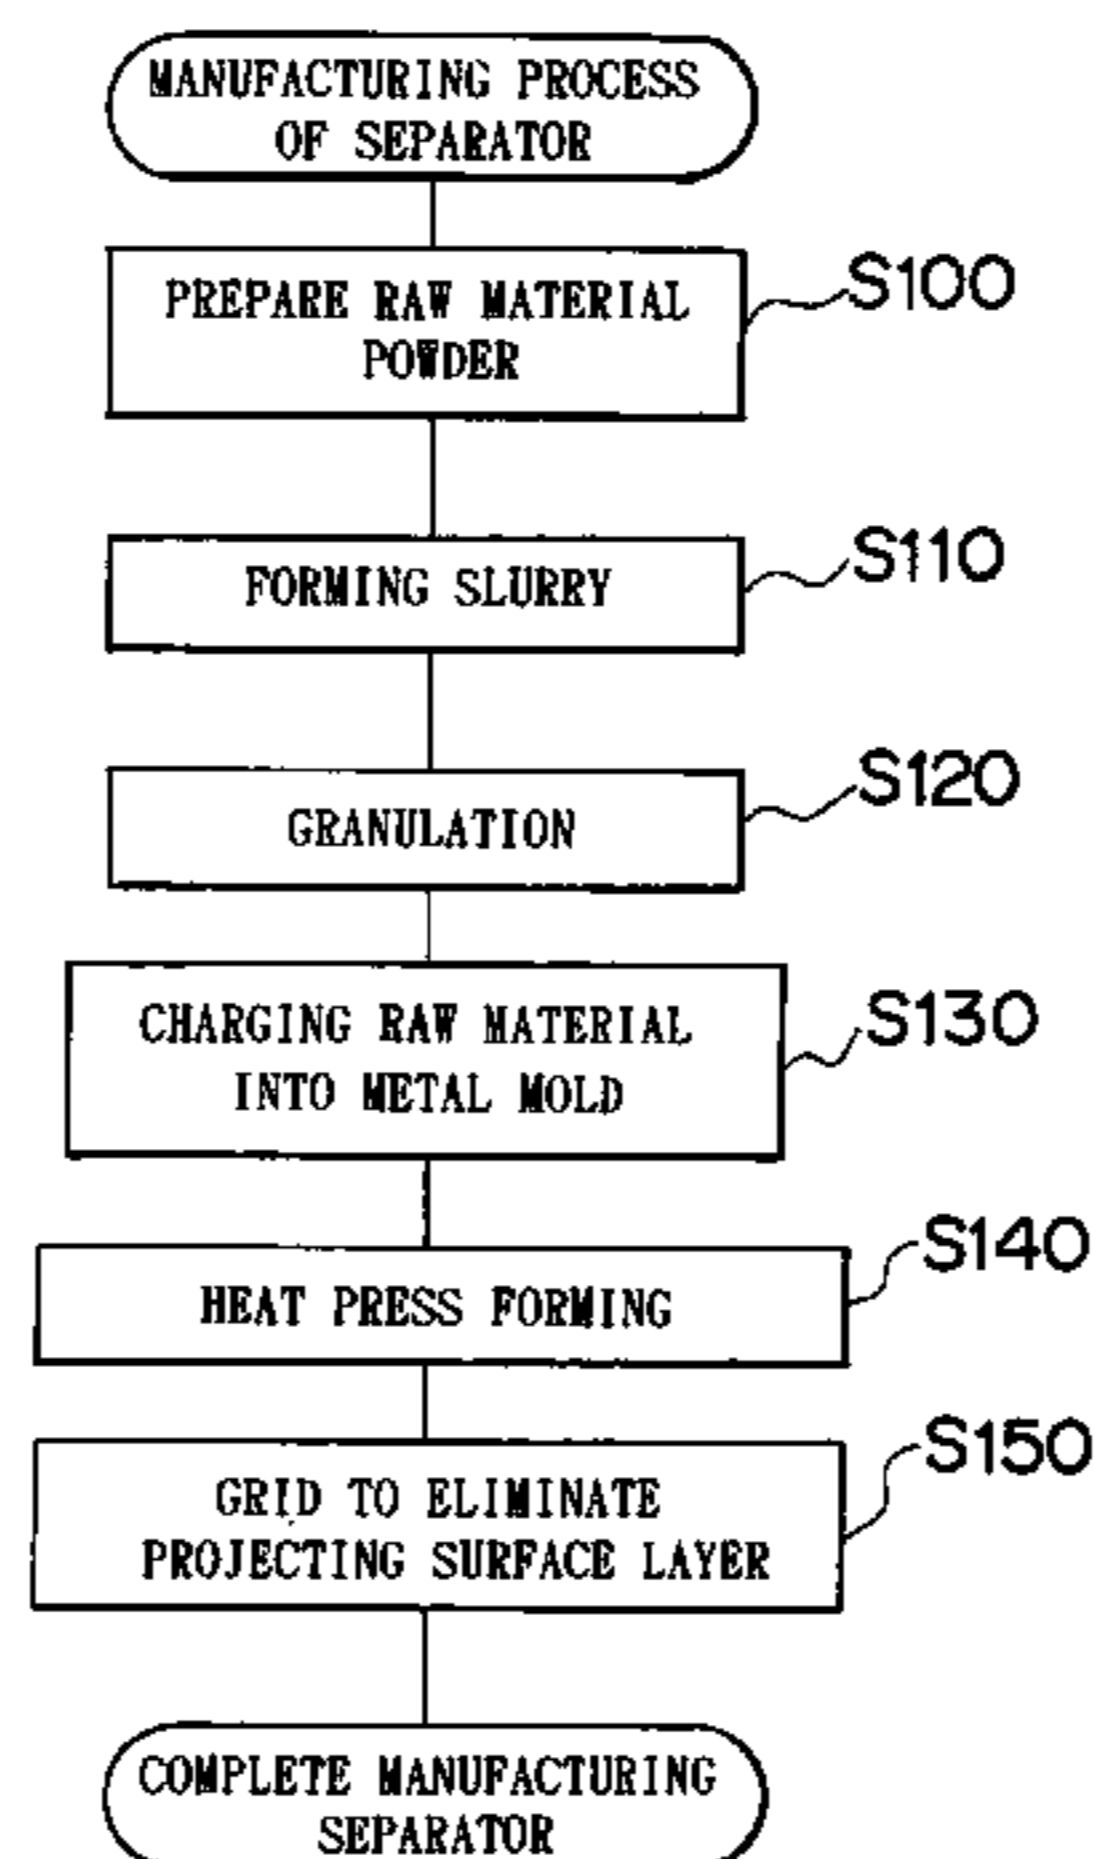 MANUFACTURING PROCESS
OF SEPARATOR
PREPARE RAW MATERIAL
POWDER
S100
FORMING SLURRY
S110
GRANULATION
S120
CHARGING RAW MATERIAL
INTO METAL MOLD
S130
HEAT PRESS FORMING
S140
GRID TO ELIMINATE
PROJECTING SURFACE LAYER
S150
COMPLETE MANUFACTURING
SEPARATOR